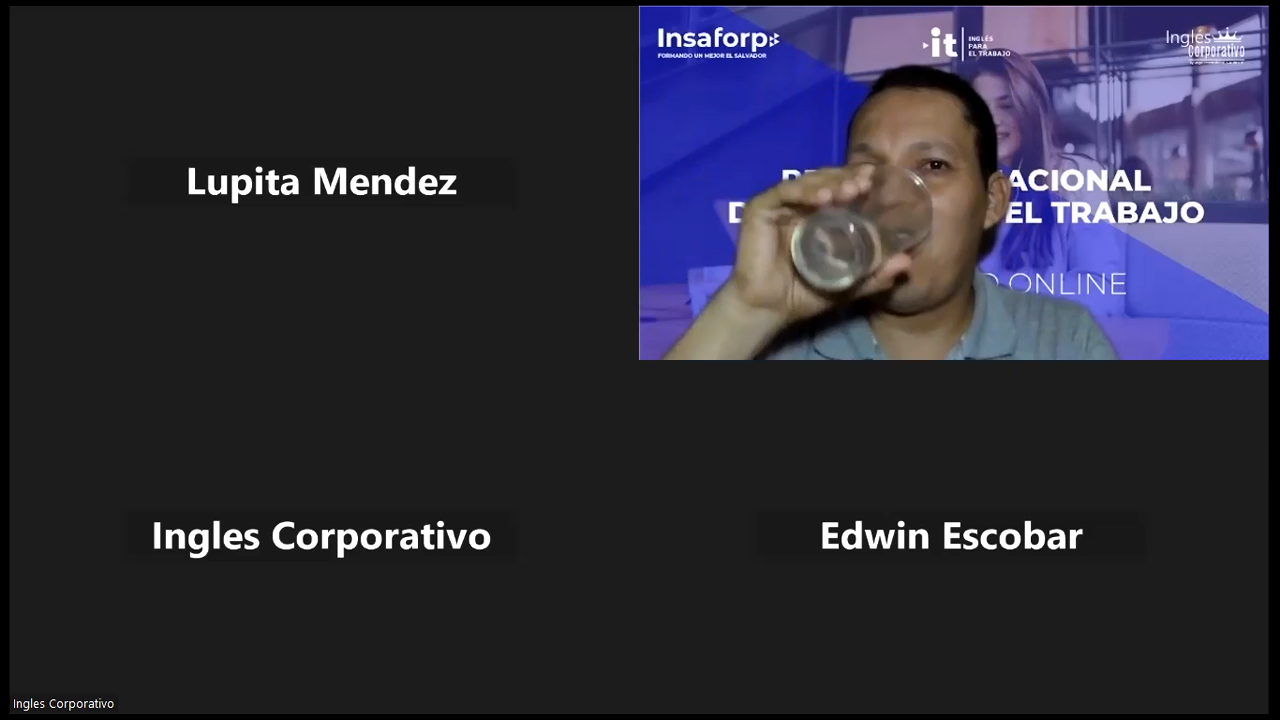 Lupita Mendez
Insaforp
FORMANDO UN MEJOR EL SALVADOR
it
INGLÉS
PARA
EL TRABAJO
Inglés
Corporativo
ACIONAL
EL TRABAJO
ONLINE
Ingles Corporativo
Edwin Escobar
Ingles Corporativo